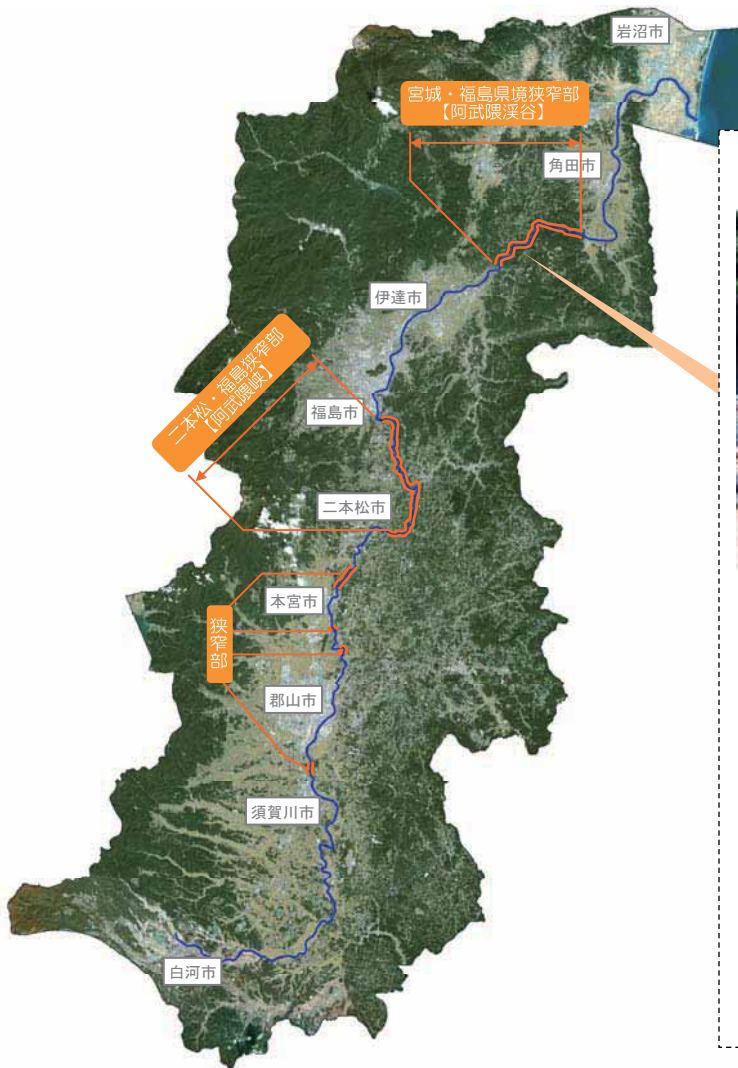 岩沼市
宮城・福島県境狭窄部
【阿武隈渓谷】
角田市
伊達市
二本松・福島狭窄部
【阿武隈峡】
福島市
二本松市
本宮市
狭窄部
郡山市
須賀川市
白河市